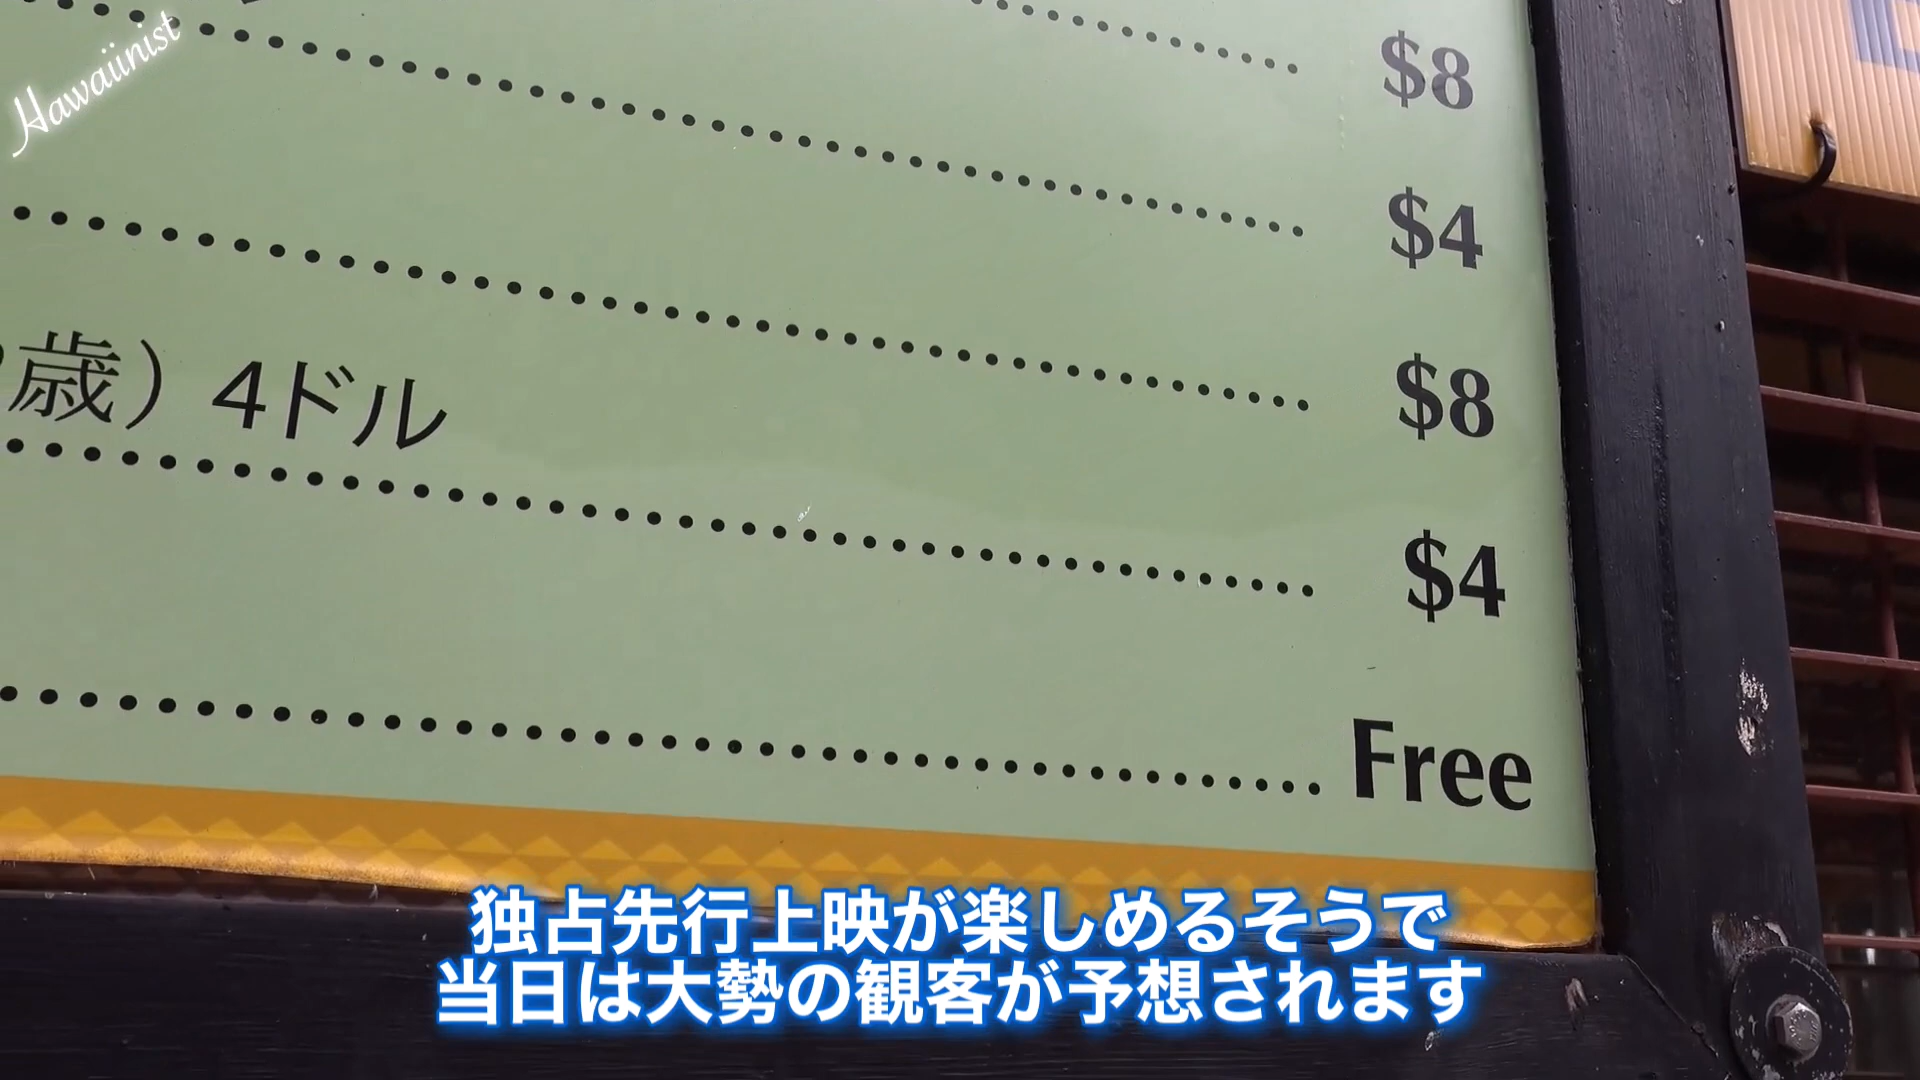 Hawaiinist
$8
$4
$8
歳）4ドル
$4
Free
独占先行上映が楽しめるそうで
当日は大勢の観客が予想されます